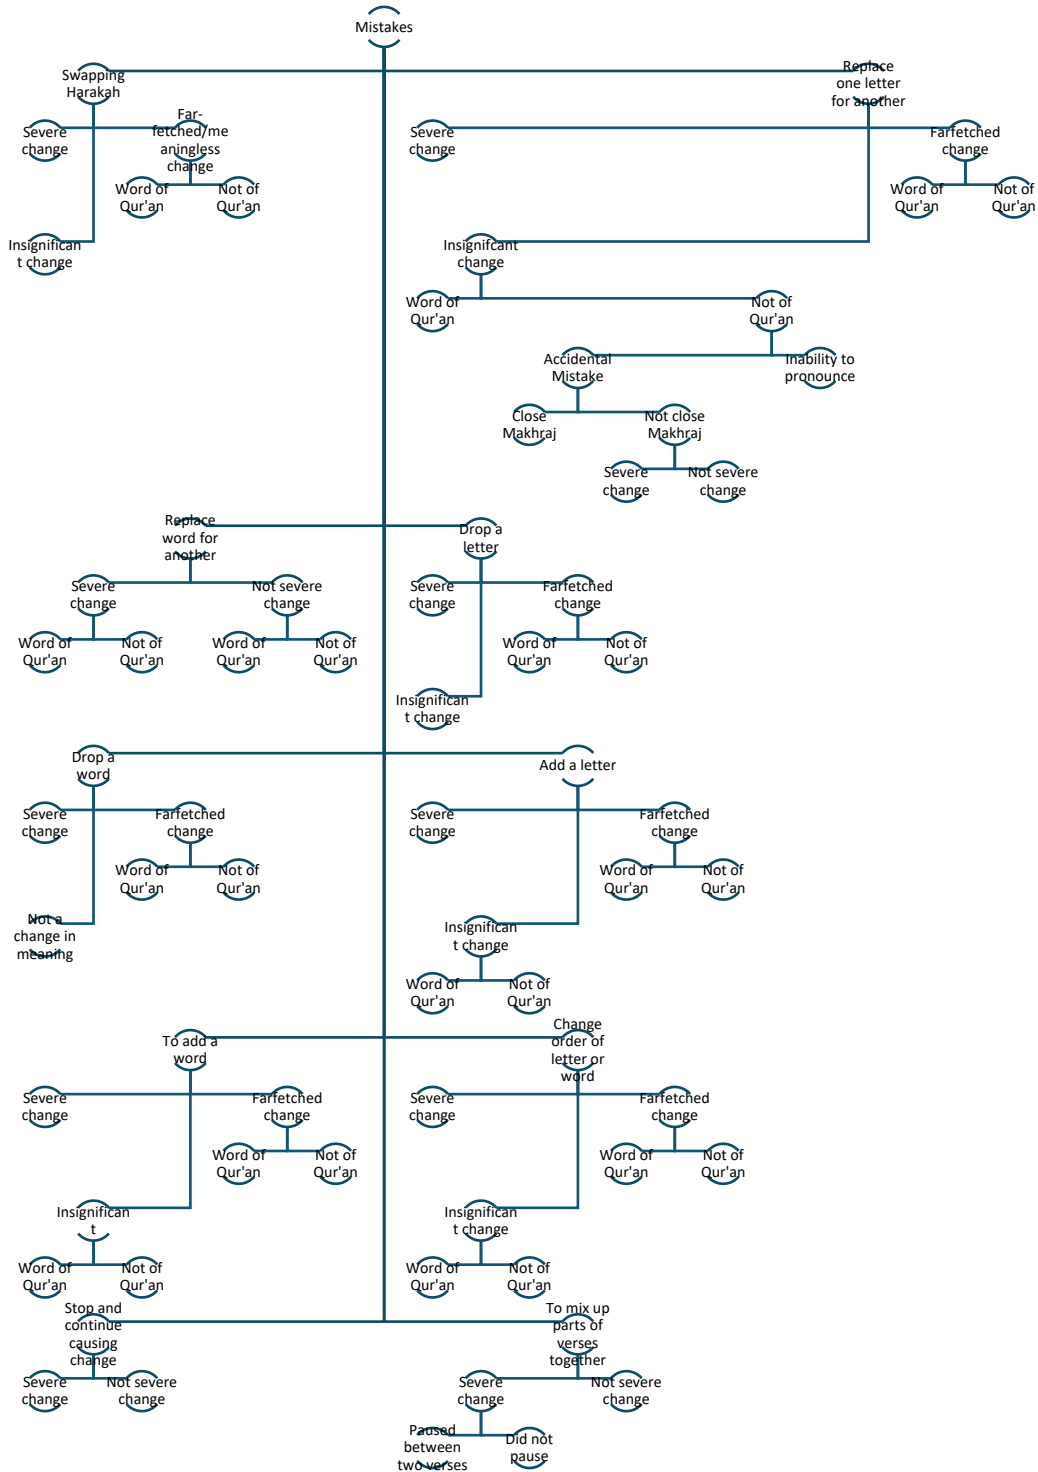 Mistakes
Swapping
Harakah
Replace
one letter
for another
Severe
change
Far-
fetched/me
aningless
change
Severe
change
Farfetched
change
Word of
Qur'an
Not of
Qur'an
Word of
Qur'an
Not of
Qur'an
Insignifican
t change
Insignifcant
change
Word of
Qur'an
Not of
Qur'an
Accidental
Mistake
Inability to
pronounce
Close
Makhraj
Not close
Makhraj
Severe
change
Not severe
change
Replace
word for
another
Drop a
letter
Severe
change
Not severe
change
Severe
change
Farfetched
change
Word of
Qur'an
Not of
Qur'an
Word of
Qur'an
Not of
Qur'an
Word of
Qur'an
Not of
Qur'an
Insignifican
t change
Drop a
word
Add a letter
Severe
change
Farfetched
change
Severe
change
Farfetched
change
Word of
Qur'an
Not of
Qur'an
Word of
Qur'an
Not of
Qur'an
Not a
change in
meaning
Insignifican
t change
Word of
Qur'an
Not of
Qur'an
To add a
word
Change
order of
letter or
word
Severe
change
Farfetched
change
Severe
change
Farfetched
change
Word of
Qur'an
Not of
Qur'an
Word of
Qur'an
Not of
Qur'an
Insignifican
t
Insignifican
t change
Word of
Qur'an
Not of
Qur'an
Word of
Qur'an
Not of
Qur'an
Stop and
continue
causing
change
To mix up
parts of
verses
together
Severe
change
Not severe
change
Severe
change
Not severe
change
Paused
between
two verses
Did not
pause